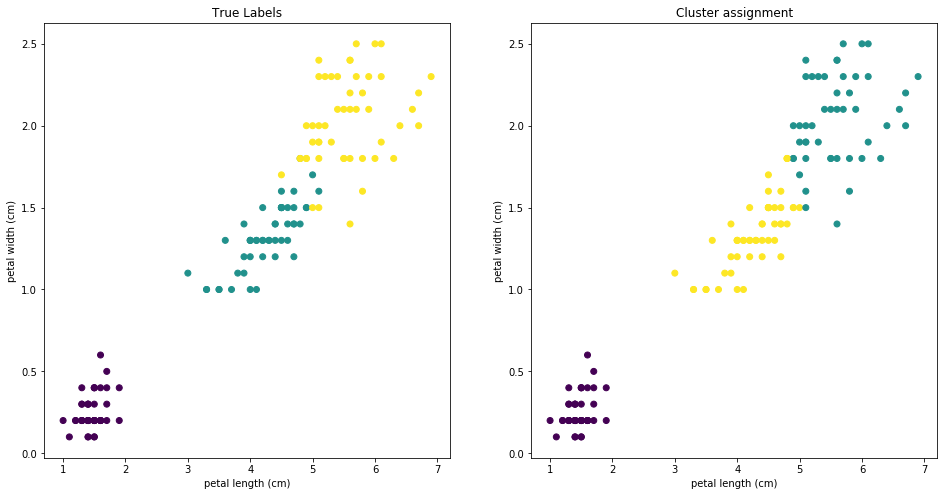 True Labels
2.5
2.0
1.5
1.0
0.5
0.0
petal width (cm)
1 2 3 4 5 6 7
petal length (cm)
Cluster assignment
2.5
2.0
1.5
1.0
0.5
0.0
petal width (cm)
1 2 3 4 5 6 7
petal length (cm)